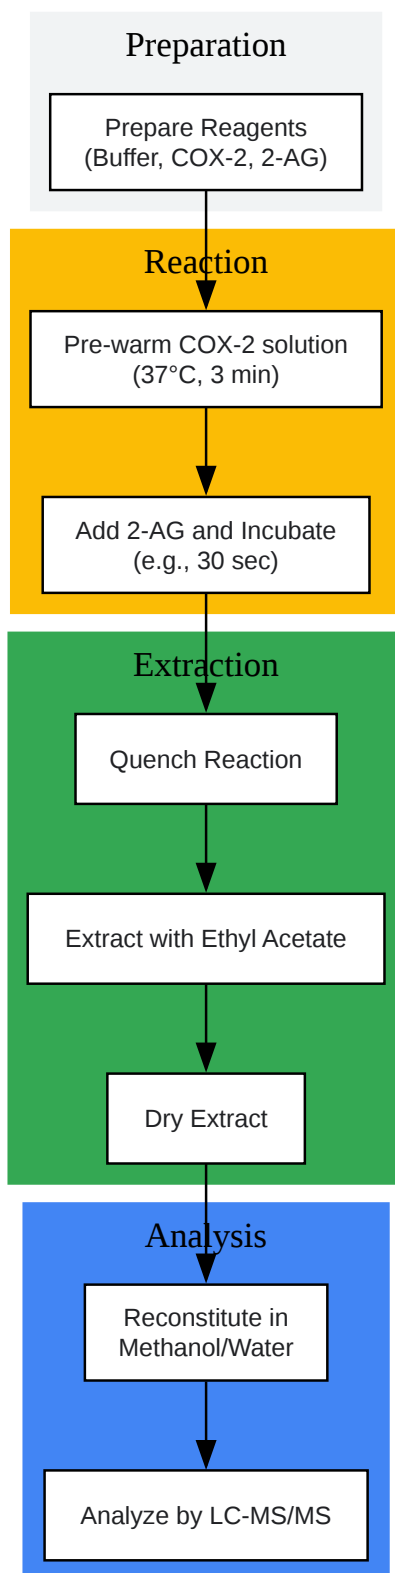 Preparation
Prepare Reagents
(Buffer, COX-2, 2-AG)
Reaction
Pre-warm COX-2 solution
(37°C, 3 min)
Add 2-AG and Incubate
(e.g., 30 sec)
Extraction
Quench Reaction
Extract with Ethyl Acetate
Dry Extract
Analysis
Reconstitute in
Methanol/Water
Analyze by LC-MS/MS